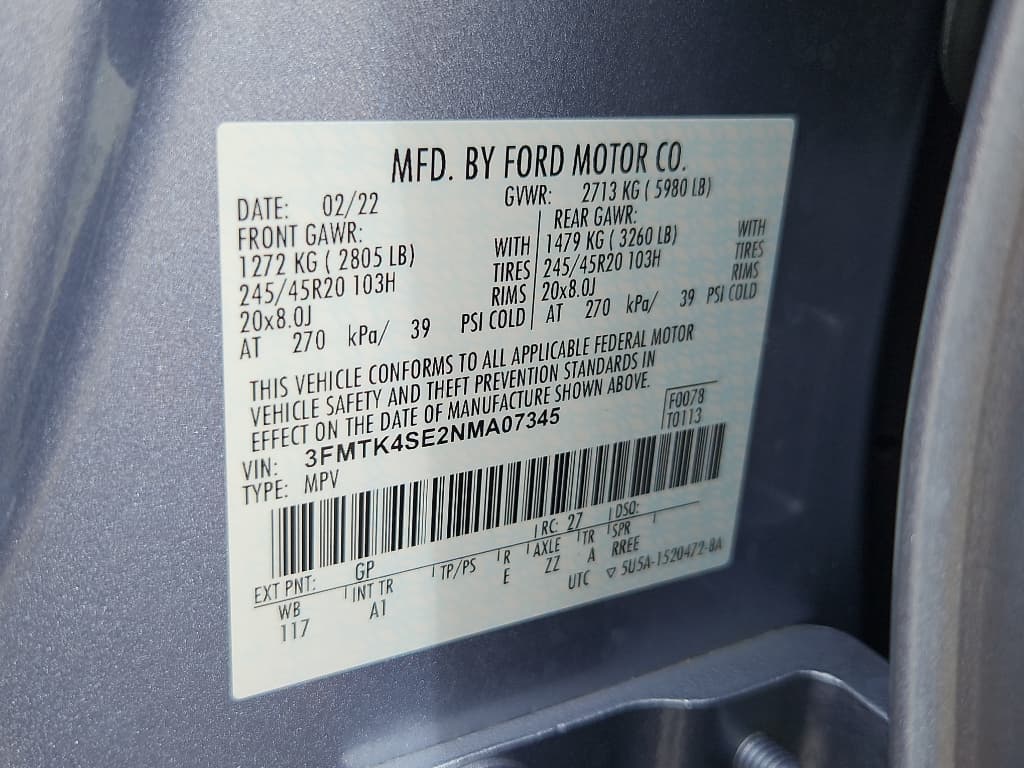 MFD. BY FORD MOTOR CO.
DATE: 02/22 GVWR: 2713 KG ( 5980 LB)
FRONT GAWR: REAR GAWR:
1272 KG ( 2805 LB) WITH 1479 KG ( 3260 LB) WITH
245/45R20 103H TIRES 245/45R20 103H TIRES
20x8.0J RIMS 20x8.0J RIMS
AT 270 kPa/ 39 PSI COLD AT 270 kPa/ 39 PSI COLD
THIS VEHICLE CONFORMS TO ALL APPLICABLE FEDERAL MOTOR
VEHICLE SAFETY AND THEFT PREVENTION STANDARDS IN
EFFECT ON THE DATE OF MANUFACTURE SHOWN ABOVE.
VIN: 3FMTK4SE2NMA07345 F0078
TYPE: MPV T0113
EXT PNT: GP RC: 27 DSO:
WB INT TR TP/PS R AXLE TR SPR
117 A1 E ZZ A RREE
UTC ▽ 5U5A-1520472-BA